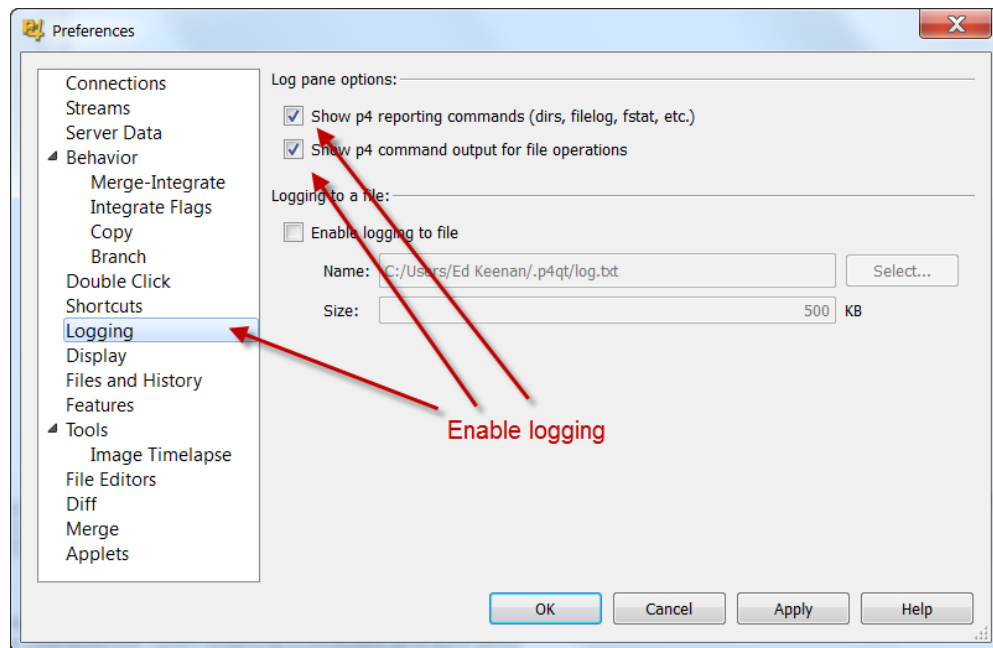 Preferences
Connections
Streams
Server Data
Behavior
Merge-Integrate
Integrate Flags
Copy
Branch
Double Click
Shortcuts
Logging
Display
Files and History
Features
Tools
Image Timelapse
File Editors
Diff
Merge
Applets
Log pane options:
Show p4 reporting commands (dirs, filelog, fstat, etc.)
Show p4 command output for file operations
Logging to a file:
Enable logging to file
Name: C:/Users/Ed Keenan/.p4qt/log.txt Select...
Size: 500 KB
Enable logging
OK Cancel Apply Help